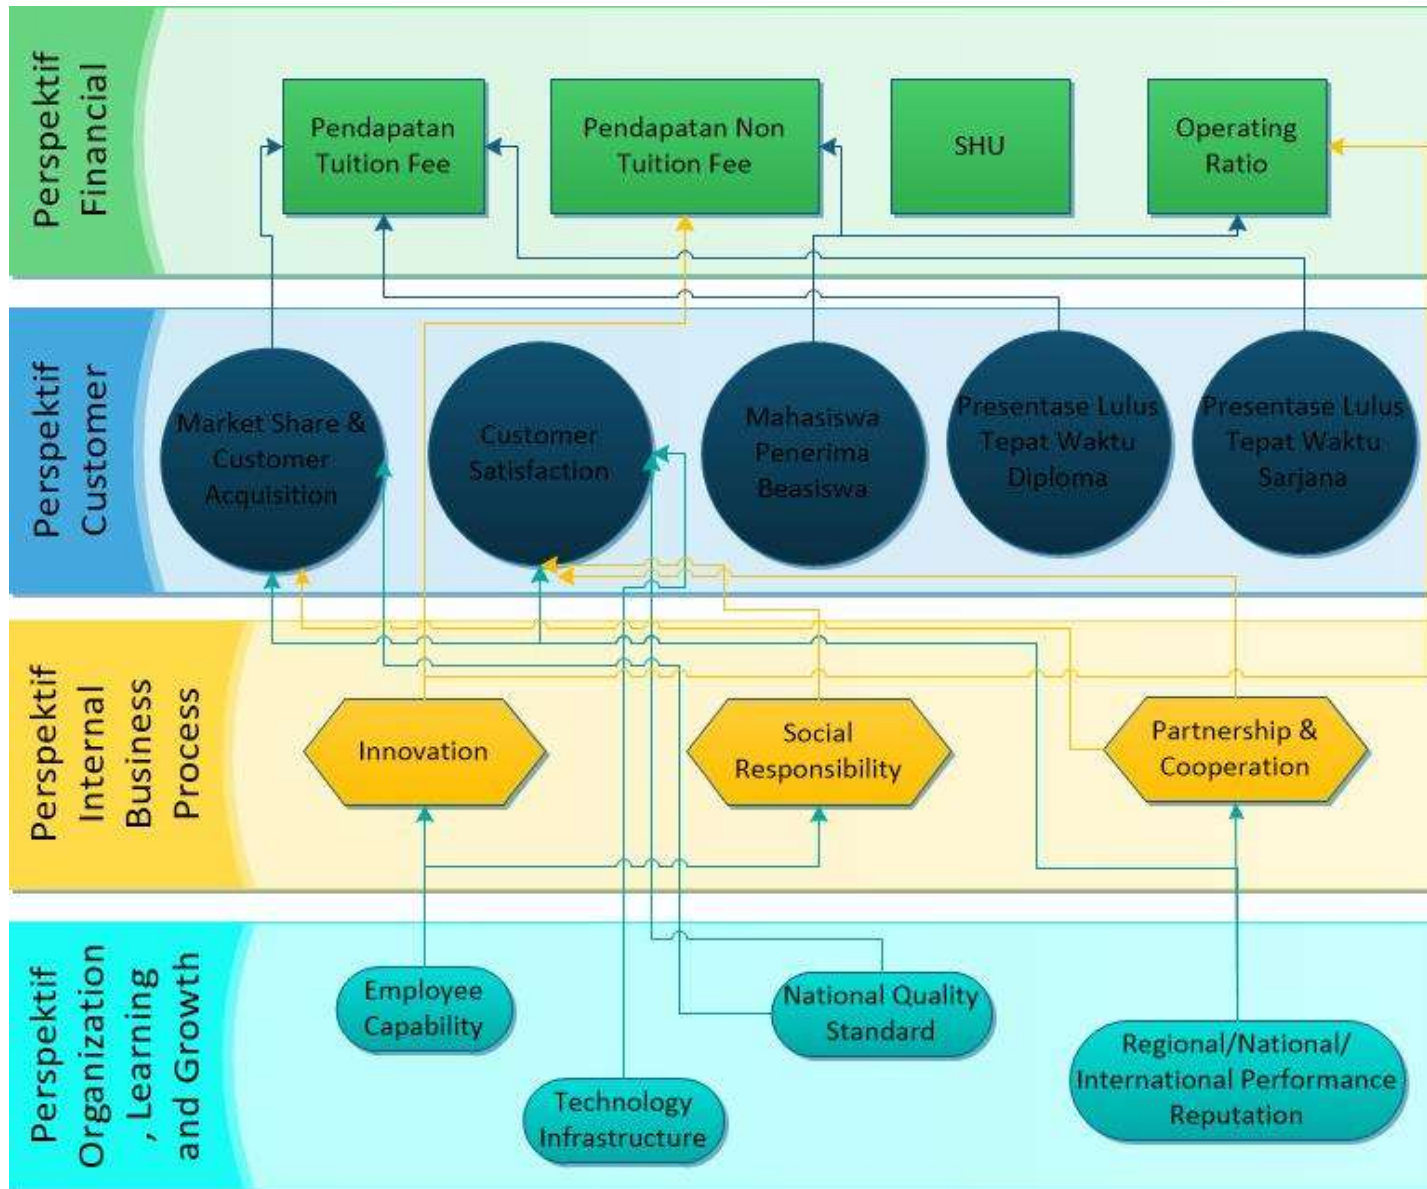 Perspektif
Financial
Pendapatan
Tuition Fee
Pendapatan Non
Tuition Fee
SHU
Operating
Ratio
Perspektif
Customer
Market Share &
Customer
Acquisition
Customer
Satisfaction
Mahasiswa
Penerima
Beasiswa
Presentase Lulus
Tepat Waktu
Diploma
Presentase Lulus
Tepat Waktu
Sarjana
Perspektif
Internal
Business
Process
Innovation
Social
Responsibility
Partnership &
Cooperation
Perspektif
Organization
, Learning
and Growth
Employee
Capability
Technology
Infrastructure
National Quality
Standard
Regional/National/
International Performance
Reputation